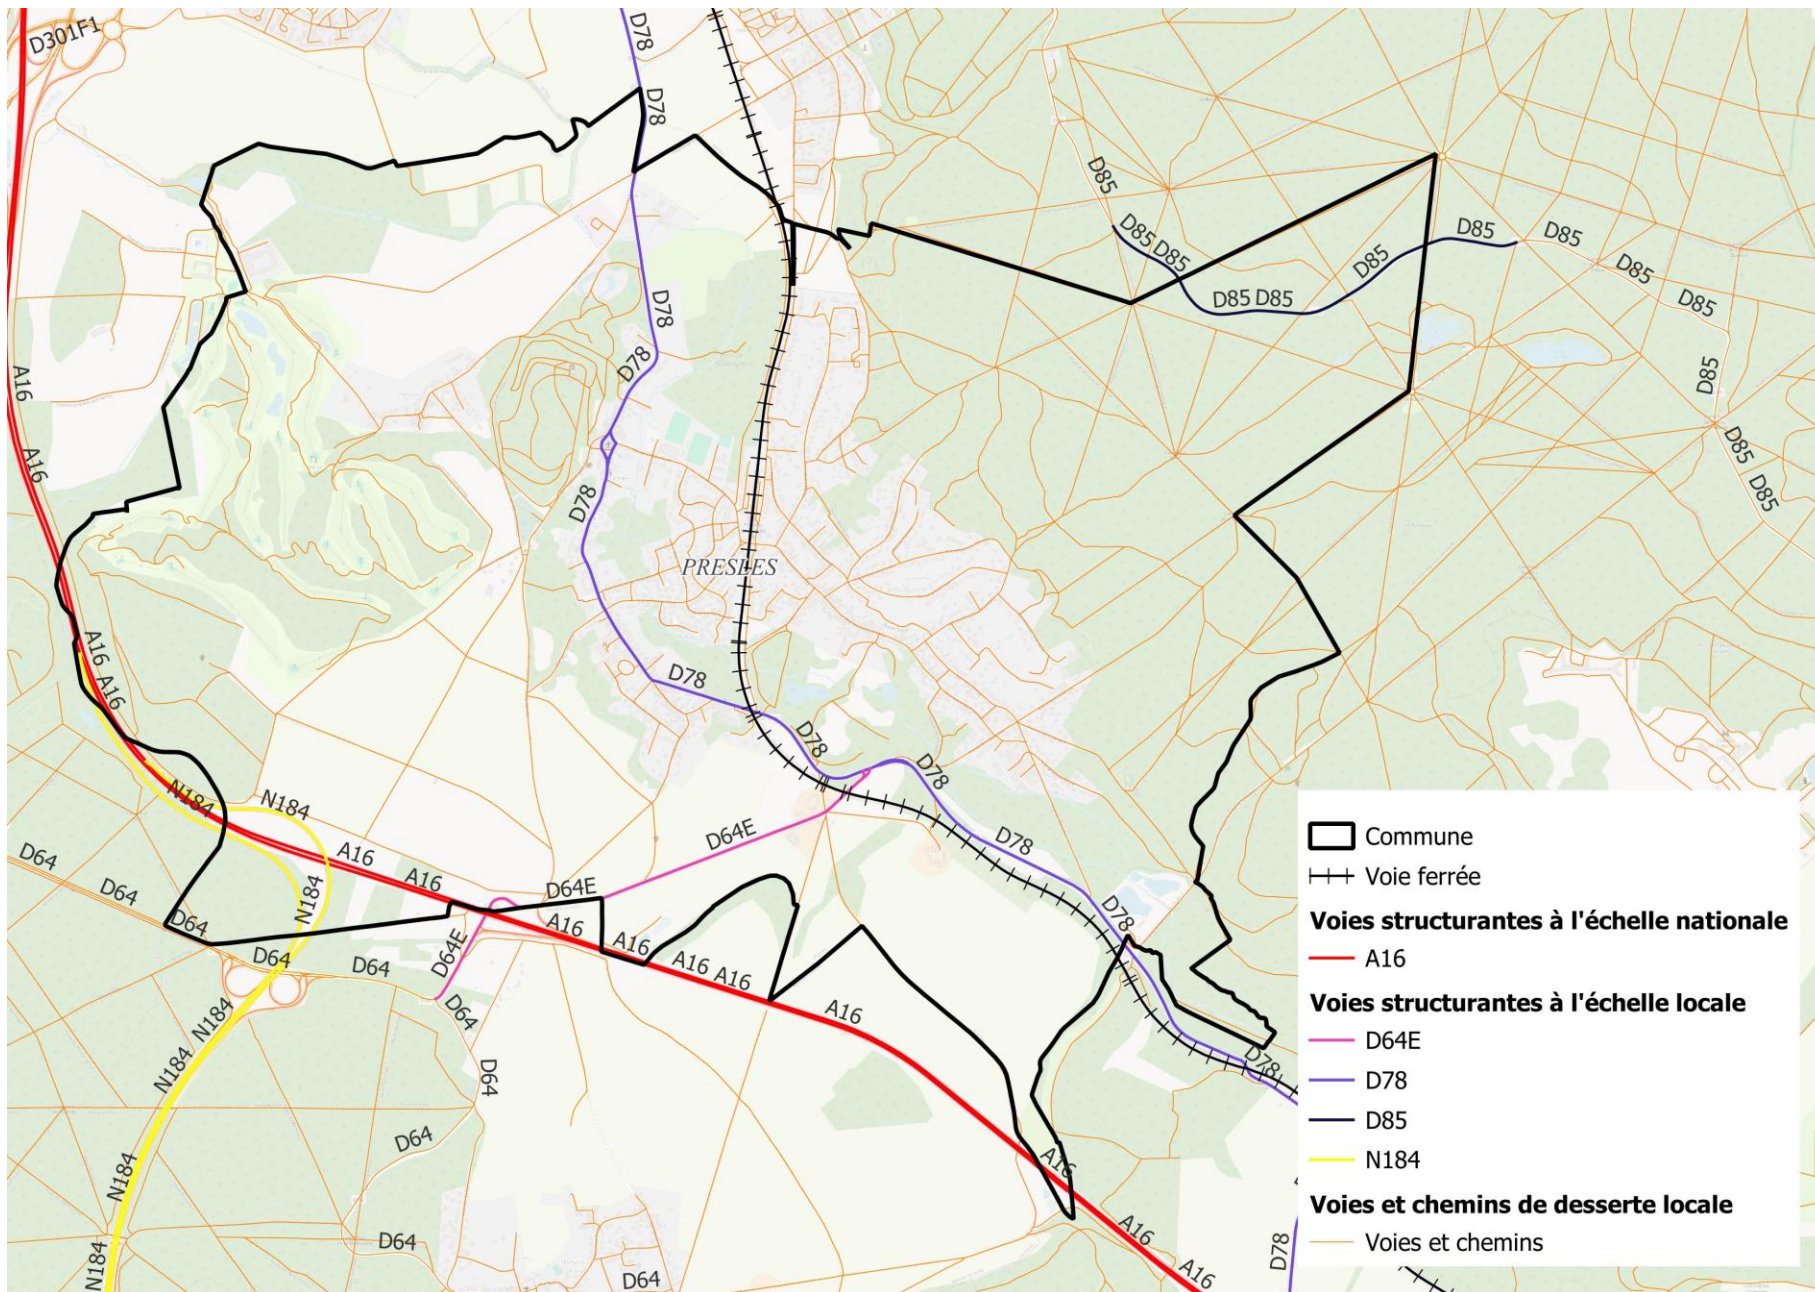 D301F1
D78
D78
D85
D85
D85
D85
D85
D85
D85
D85
D85
D85
D78
D78
A16
D85
A16
D85
D85
D78
PRESLES
A16
A16
D78
D78
D78
N184
N184
D64E
D78
A16
A16
D64E
D64
D64
D64
N184
D78
A16
A16
D64E
D64
D64
A16
A16
A16
D64
N184
N184
D64
D78
D64
A16
N184
A16
D64
D78
N184
A16
D64
Commune
Voie ferrée
Voies structurantes à l'échelle nationale
A16
Voies structurantes à l'échelle locale
D64E
D78
D85
N184
Voies et chemins de desserte locale
Voies et chemins